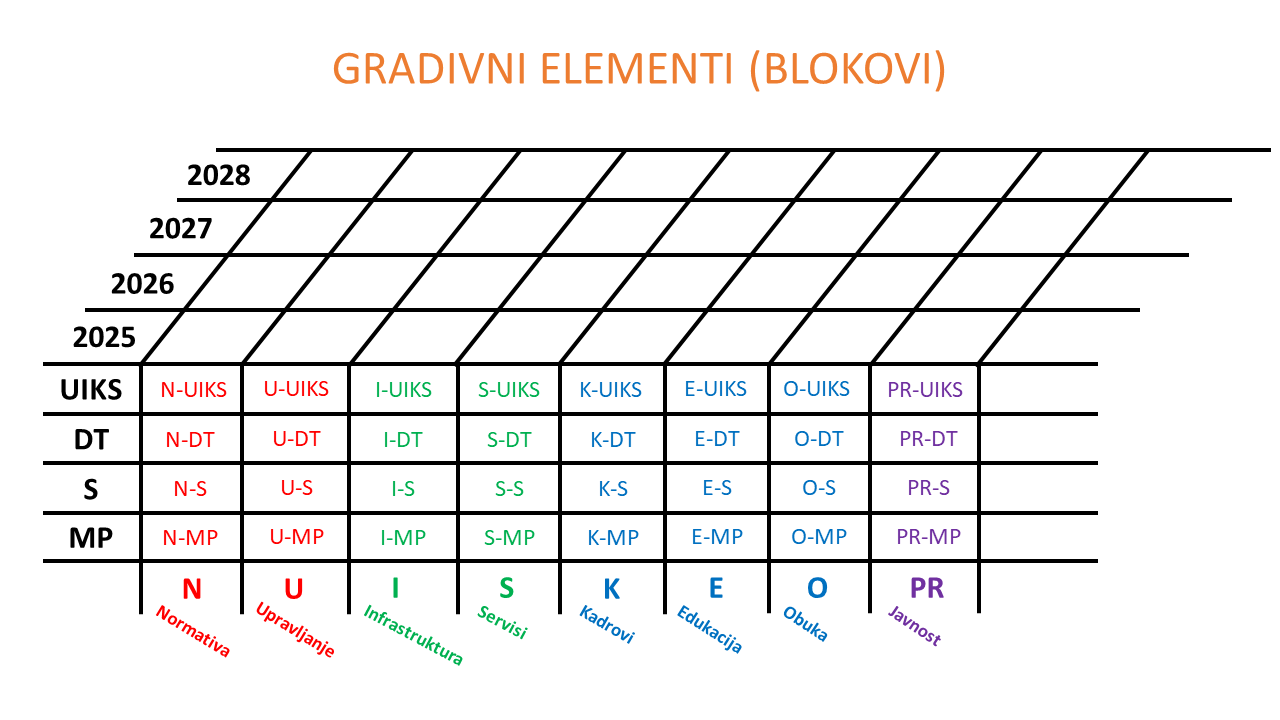 GRADIVNI ELEMENTI (BLOKOVI)
2028
2027
2026
2025
UIKS N-UIKS U-UIKS I-UIKS S-UIKS K-UIKS E-UIKS O-UIKS PR-UIKS
DT N-DT U-DT I-DT S-DT K-DT E-DT O-DT PR-DT
S N-S U-S I-S S-S K-S E-S O-S PR-S
MP N-MP U-MP I-MP S-MP K-MP E-MP O-MP PR-MP
N U I S K E O PR
Normativa Upravljanje Infrastruktura Servisi Kadrovi Edukacija Obuka Javnost